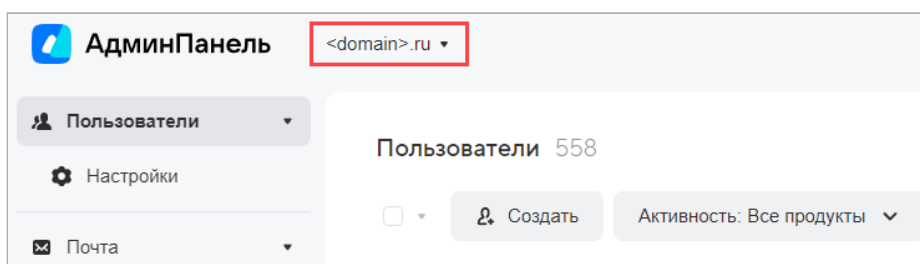 АдминПанель <domain>.ru
Пользователи
Настройки
Почта
Пользователи 558
Создать Активность: Все продукты